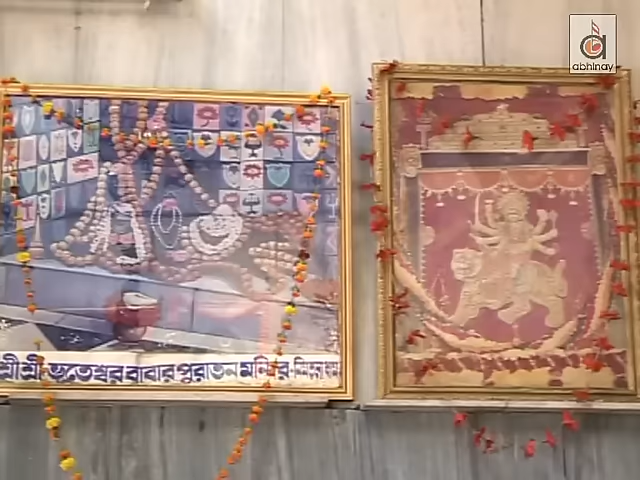 abhinay
শ্রী শ্রী ভূতেশ্বর বাবার পুরাতন মন্দির-